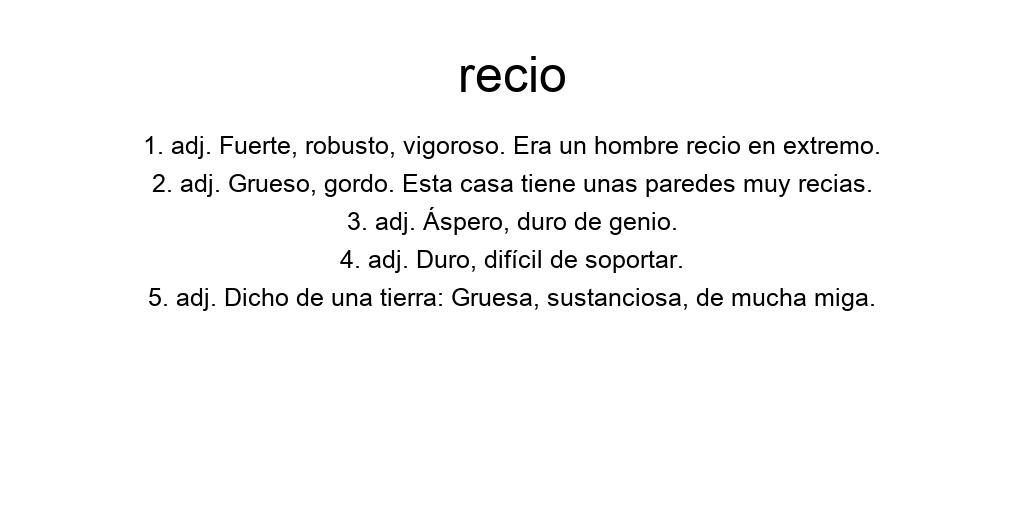 recio
1. adj. Fuerte, robusto, vigoroso. Era un hombre recio en extremo.
2. adj. Grueso, gordo. Esta casa tiene unas paredes muy recias.
3. adj. Áspero, duro de genio.
4. adj. Duro, difícil de soportar.
5. adj. Dicho de una tierra: Gruesa, sustanciosa, de mucha miga.